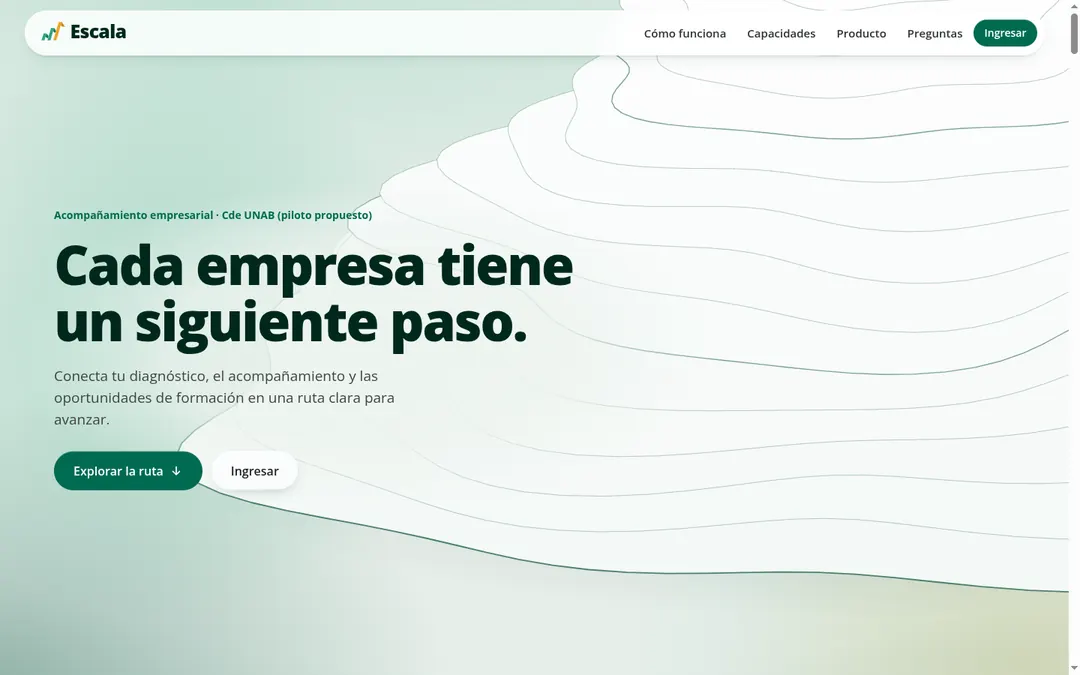 Escala
Cómo funciona
Capacidades
Producto
Preguntas
Ingresar
Acompañamiento empresarial · Cde UNAB (piloto propuesto)
Cada empresa tiene
un siguiente paso.
Conecta tu diagnóstico, el acompañamiento y las
oportunidades de formación en una ruta clara para
avanzar.
Explorar la ruta ↓
Ingresar